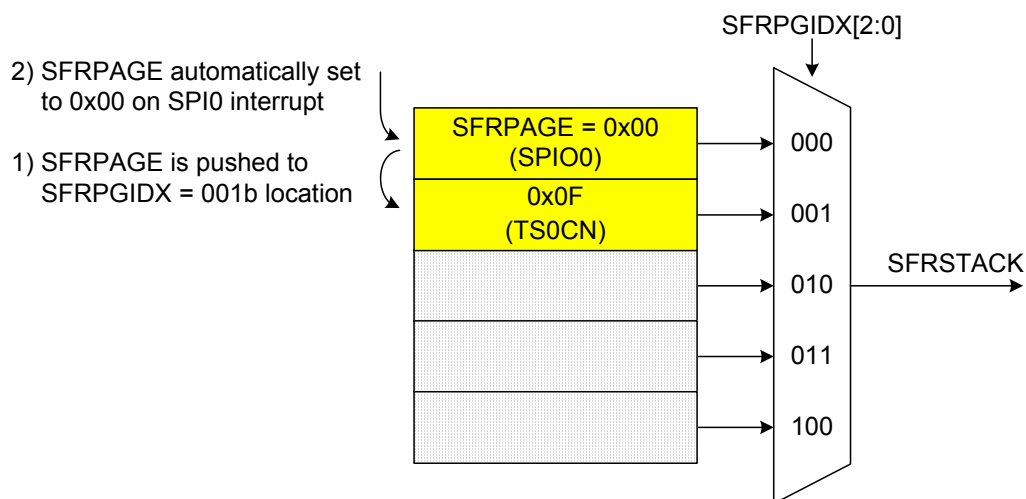 SFRPGIDX[2:0]
2) SFRPAGE automatically set
to 0x00 on SPI0 interrupt
1) SFRPAGE is pushed to
SFRPGIDX = 001b location
SFRPAGE = 0x00
(SPIO0)
000
0x0F
(TS0CN)
001
010
SFRSTACK
011
100